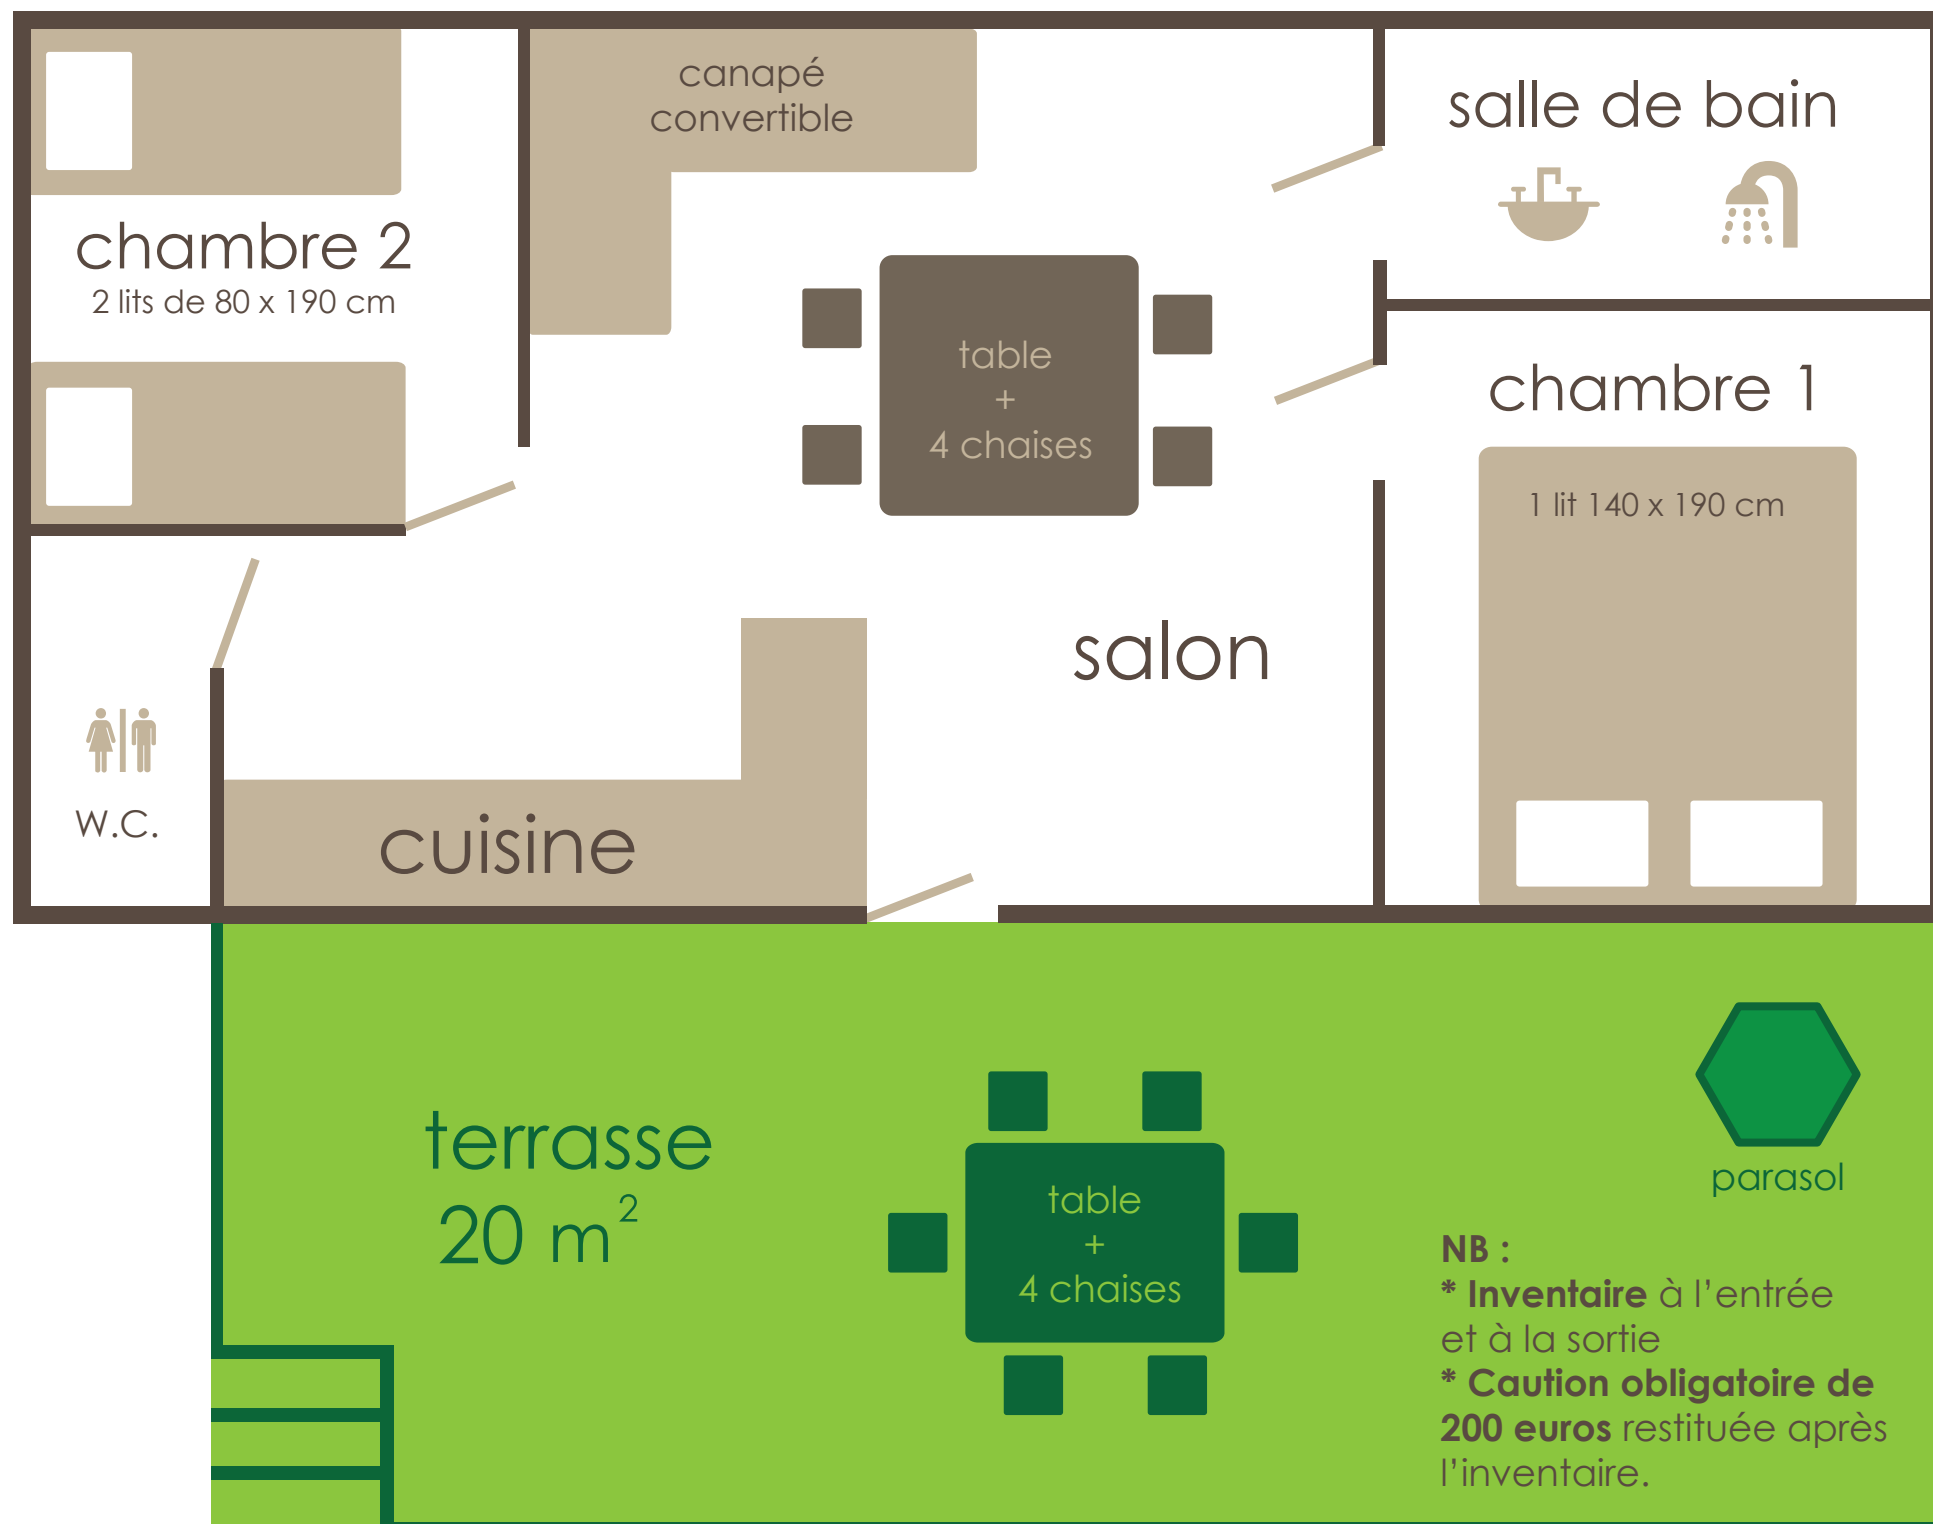 canapé
convertible
salle de bain
chambre 2
2 lits de 80 x 190 cm
table
+
4 chaises
chambre 1
1 lit 140 x 190 cm
salon
W.C.
cuisine
terrasse
20 m²
table
+
4 chaises
parasol
NB :
* Inventaire à l’entrée
et à la sortie
* Caution obligatoire de
200 euros restituée après
l’inventaire.